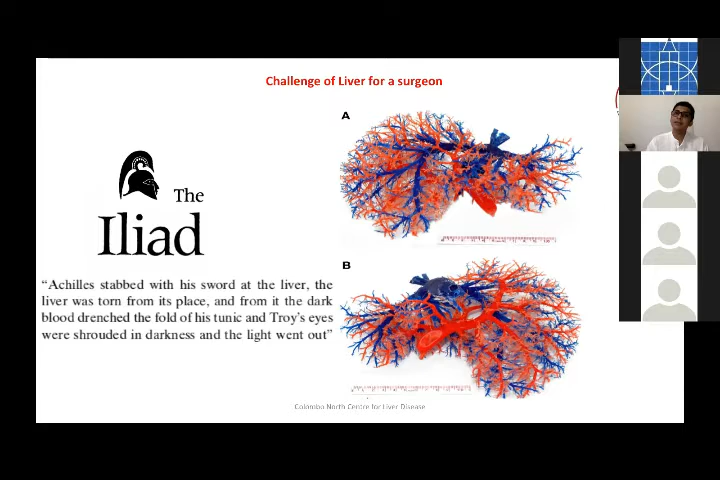 Challenge of Liver for a surgeon
A
The
Iliad
“Achilles stabbed with his sword at the liver, the
liver was torn from its place, and from it the dark
blood drenched the fold of his tunic and Troy's eyes
were shrouded in darkness and the light went out”
B
Colombo North Centre for Liver Disease